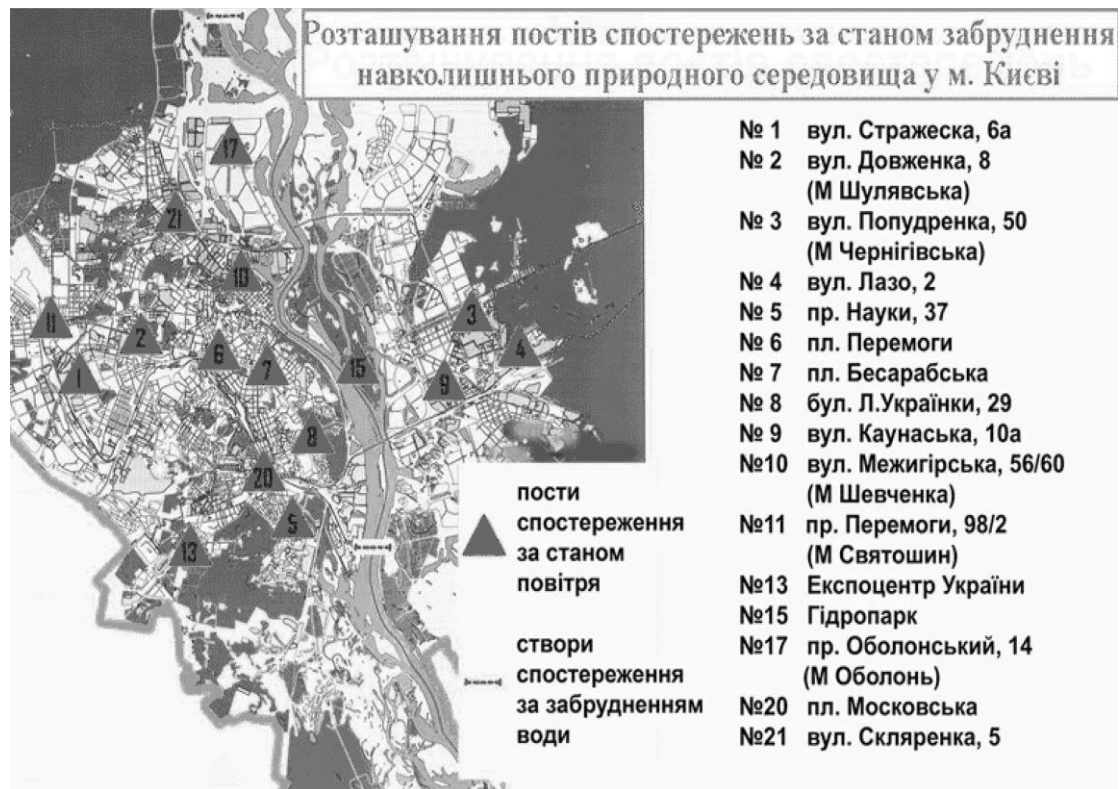 Розташування постів спостережень за станом забруднення
навколишнього природного середовища у м. Києві
№ 1 вул. Стражеска, 6а
№ 2 вул. Довженка, 8
(М Шулявська)
№ 3 вул. Попудренка, 50
(М Чернігівська)
№ 4 вул. Лазо, 2
№ 5 пр. Науки, 37
№ 6 пл. Перемоги
№ 7 пл. Бесарабська
№ 8 бул. Л.Українки, 29
№ 9 вул. Каунаська, 10а
№10 вул. Межигірська, 56/60
(М Шевченка)
№11 пр. Перемоги, 98/2
(М Святошин)
№13 Експоцентр України
№15 Гідропарк
№17 пр. Оболонський, 14
(М Оболонь)
№20 пл. Московська
№21 вул. Скляренка, 5
пости
спостереження
за станом
повітря
створи
спостереження
за забрудненням
води
17
21
10
11
2
3
6
4
1
7
15
9
8
20
5
13